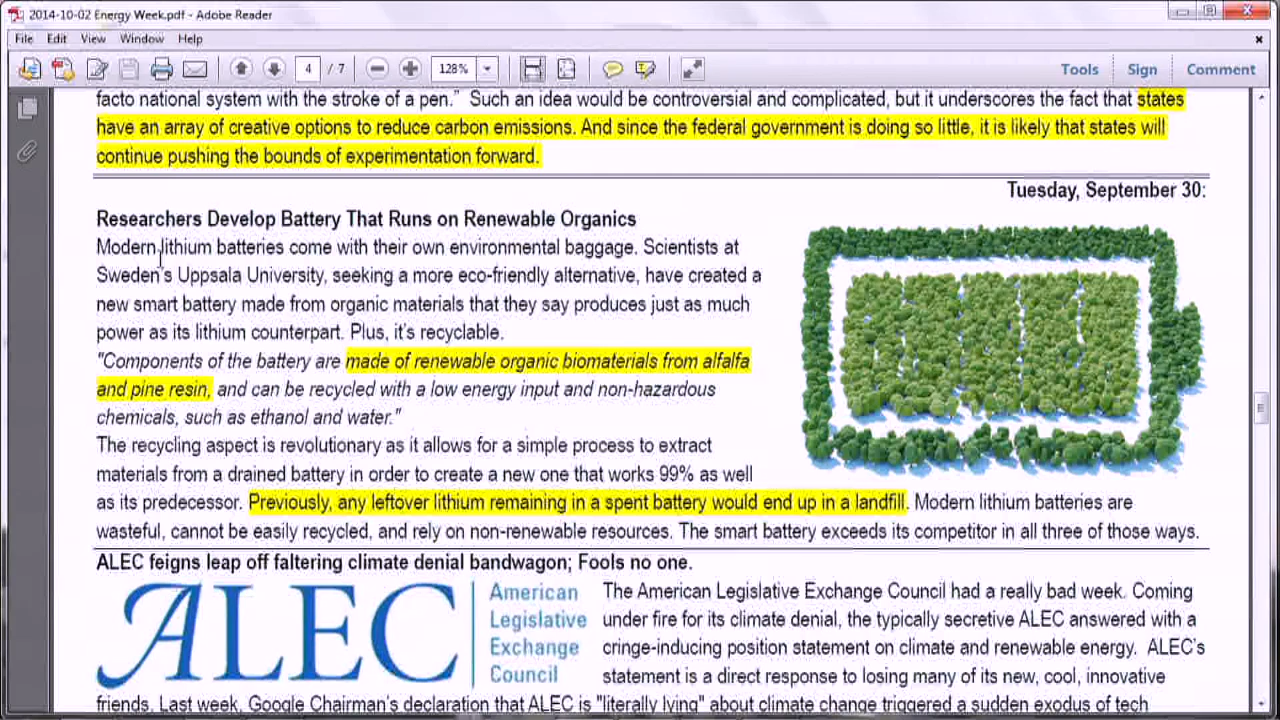 2014-10-02 Energy Week.pdf - Adobe Reader
File Edit View Window Help
4 / 7 128% Tools Sign Comment
facto national system with the stroke of a pen." Such an idea would be controversial and complicated, but it underscores the fact that states
have an array of creative options to reduce carbon emissions. And since the federal government is doing so little, it is likely that states will
continue pushing the bounds of experimentation forward.
Tuesday, September 30:
Researchers Develop Battery That Runs on Renewable Organics
Modern lithium batteries come with their own environmental baggage. Scientists at
Sweden's Uppsala University, seeking a more eco-friendly alternative, have created a
new smart battery made from organic materials that they say produces just as much
power as its lithium counterpart. Plus, it's recyclable.
"Components of the battery are made of renewable organic biomaterials from alfalfa
and pine resin, and can be recycled with a low energy input and non-hazardous
chemicals, such as ethanol and water."
The recycling aspect is revolutionary as it allows for a simple process to extract
materials from a drained battery in order to create a new one that works 99% as well
as its predecessor. Previously, any leftover lithium remaining in a spent battery would end up in a landfill. Modern lithium batteries are
wasteful, cannot be easily recycled, and rely on non-renewable resources. The smart battery exceeds its competitor in all three of those ways.
ALEC feigns leap off faltering climate denial bandwagon; Fools no one.
ALEC
American
Legislative
Exchange
Council
The American Legislative Exchange Council had a really bad week. Coming
under fire for its climate denial, the typically secretive ALEC answered with a
cringe-inducing position statement on climate and renewable energy. ALEC's
statement is a direct response to losing many of its new, cool, innovative
friends. Last week, Google Chairman's declaration that ALEC is "literally lying" about climate change triggered a sudden exodus of tech